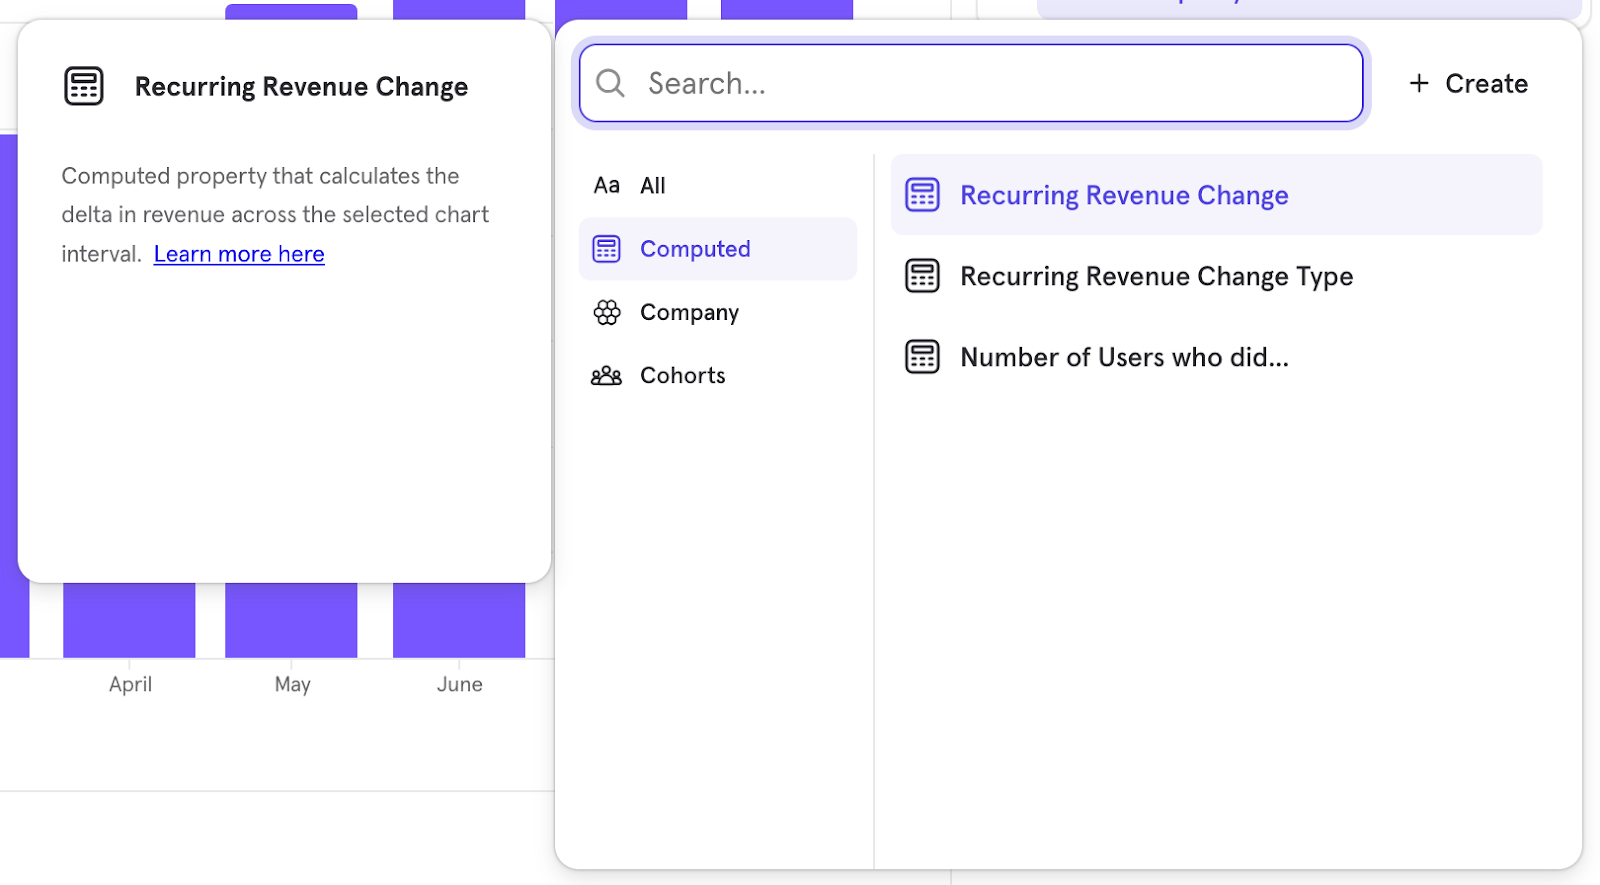 Recurring Revenue Change
Computed property that calculates the
delta in revenue across the selected chart
interval. Learn more here
April
May
June
Search...
+ Create
Aa All
Computed
Company
Cohorts
Recurring Revenue Change
Recurring Revenue Change Type
Number of Users who did...